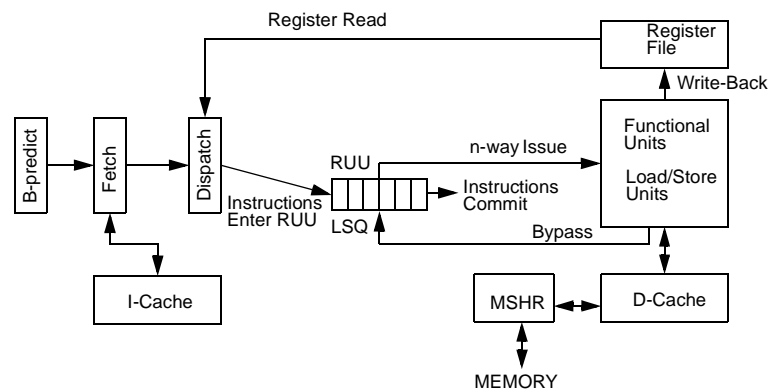 Register Read
Register
File
Write-Back
B-predict
Fetch
Dispatch
RUU
n-way Issue
Functional
Units
Load/Store
Units
Instructions
Enter RUU
Instructions
Commit
LSQ
Bypass
I-Cache
MSHR
D-Cache
MEMORY